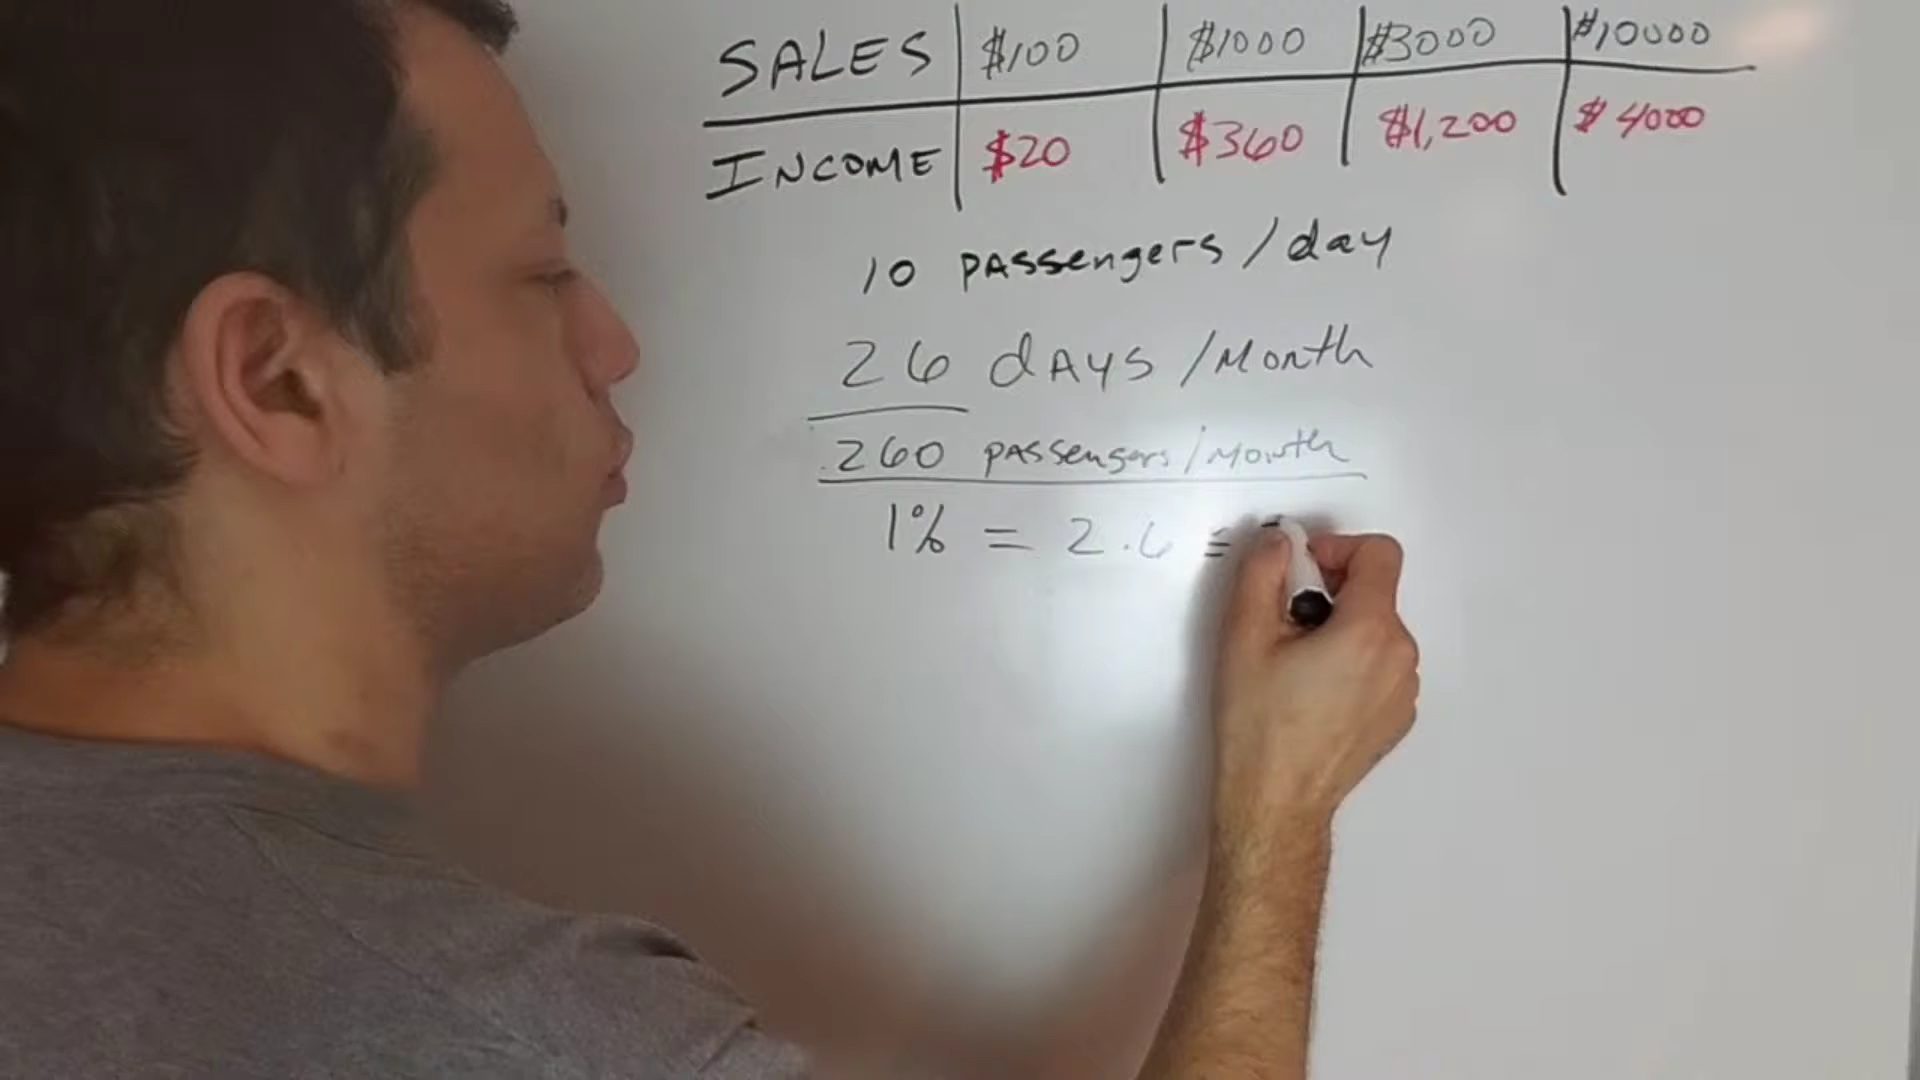 SALES $100 $1000 $3000 $10000
INCOME $20 $360 $1,200 $4000
10 PASSENgerS/day
26 dAYS/MONth
260 PASSENgerS/MONth
1% = 2.6 =